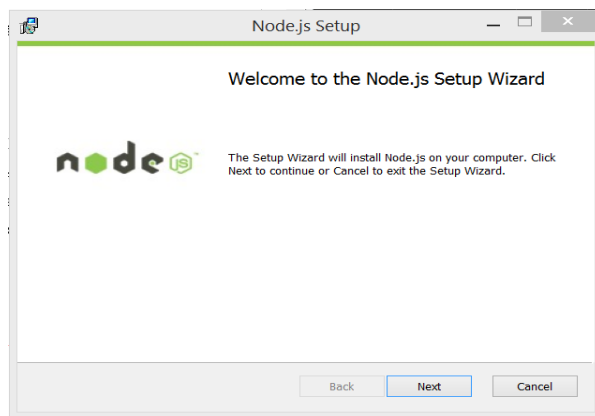 Node.js Setup
Welcome to the Node.js Setup Wizard
node JS
The Setup Wizard will install Node.js on your computer. Click
Next to continue or Cancel to exit the Setup Wizard.
Back Next Cancel